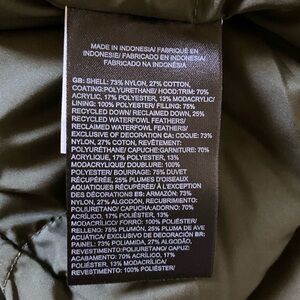 MADE IN INDONESIA/ FABRIQUÉ EN
INDONÉSIE/ FABRICADO EN INDONESIA/
FABRICADO NA INDONÉSIA
GB: SHELL: 73% NYLON, 27% COTTON,
COATING:POLYURETHANE/ HOOD:TRIM: 70%
ACRYLIC, 17% POLYESTER, 13% MODACRYLIC/
LINING: 100% POLYESTER/ FILLING: 75%
RECYCLED DOWN/ RECLAIMED DOWN, 25%
RECYCLED WATERFOWL FEATHERS/
RECLAIMED WATERFOWL FEATHERS/
EXCLUSIVE OF DECORATION CA: COQUE: 73%
NYLON, 27% COTON, REVÊTEMENT:
POLYURÉTHANE/ CAPUCHE:GARNITURE: 70%
ACRYLIQUE, 17% POLYESTER, 13%
MODACRYLIQUE/ DOUBLURE: 100%
POLYESTER/ BOURRAGE: 75% DUVET
RÉCUPÉRÉE, 25% PLUMES D'OISEAUX
AQUATIQUES RÉCUPÉRÉES/ À L'EXCEPTION
DES DÉCORATIONS ES: ARMAZÓN: 73%
NYLON, 27% ALGODÓN, RECUBRIMIENTO:
POLIURETANO/ CAPUCHA:ADORNO: 70%
ACRÍLICO, 17% POLIÉSTER, 13%
MODACRÍLICO/ FORRO: 100% POLIÉSTER/
RELLENO: 75% PLUMÓN, 25% PLUMA DE AVE
ACUÁTICA/ EXCLUSIVO DE DECORACIÓN BR:
PAINEL: 73% POLIAMIDA, 27% ALGODÃO,
REVESTIMENTO:POLIURETANO/ CAPUZ:
ACABAMENTO: 70% ACRÍLICO, 17%
POLIÉSTER, 13% MODACRÍLICA/
REVESTIMENTO: 100% POLIÉSTER/